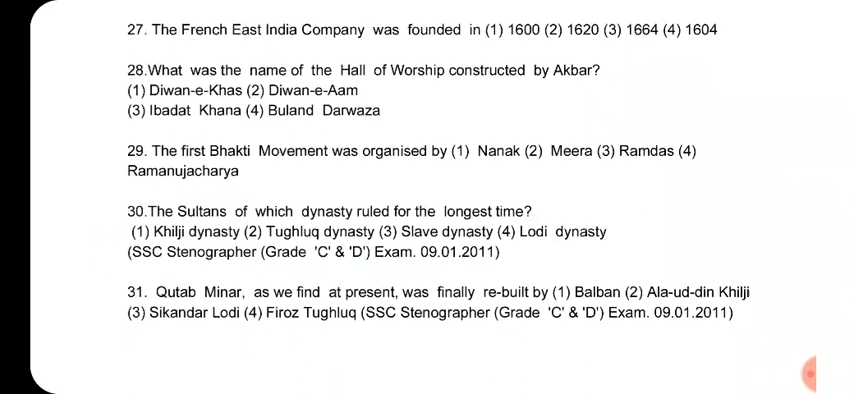 27. The French East India Company was founded in (1) 1600 (2) 1620 (3) 1664 (4) 1604
28.What was the name of the Hall of Worship constructed by Akbar?
(1) Diwan-e-Khas (2) Diwan-e-Aam
(3) Ibadat Khana (4) Buland Darwaza
29. The first Bhakti Movement was organised by (1) Nanak (2) Meera (3) Ramdas (4)
Ramanujacharya
30.The Sultans of which dynasty ruled for the longest time?
(1) Khilji dynasty (2) Tughluq dynasty (3) Slave dynasty (4) Lodi dynasty
(SSC Stenographer (Grade 'C' & 'D') Exam. 09.01.2011)
31. Qutab Minar, as we find at present, was finally re-built by (1) Balban (2) Ala-ud-din Khilji
(3) Sikandar Lodi (4) Firoz Tughluq (SSC Stenographer (Grade 'C' & 'D') Exam. 09.01.2011)